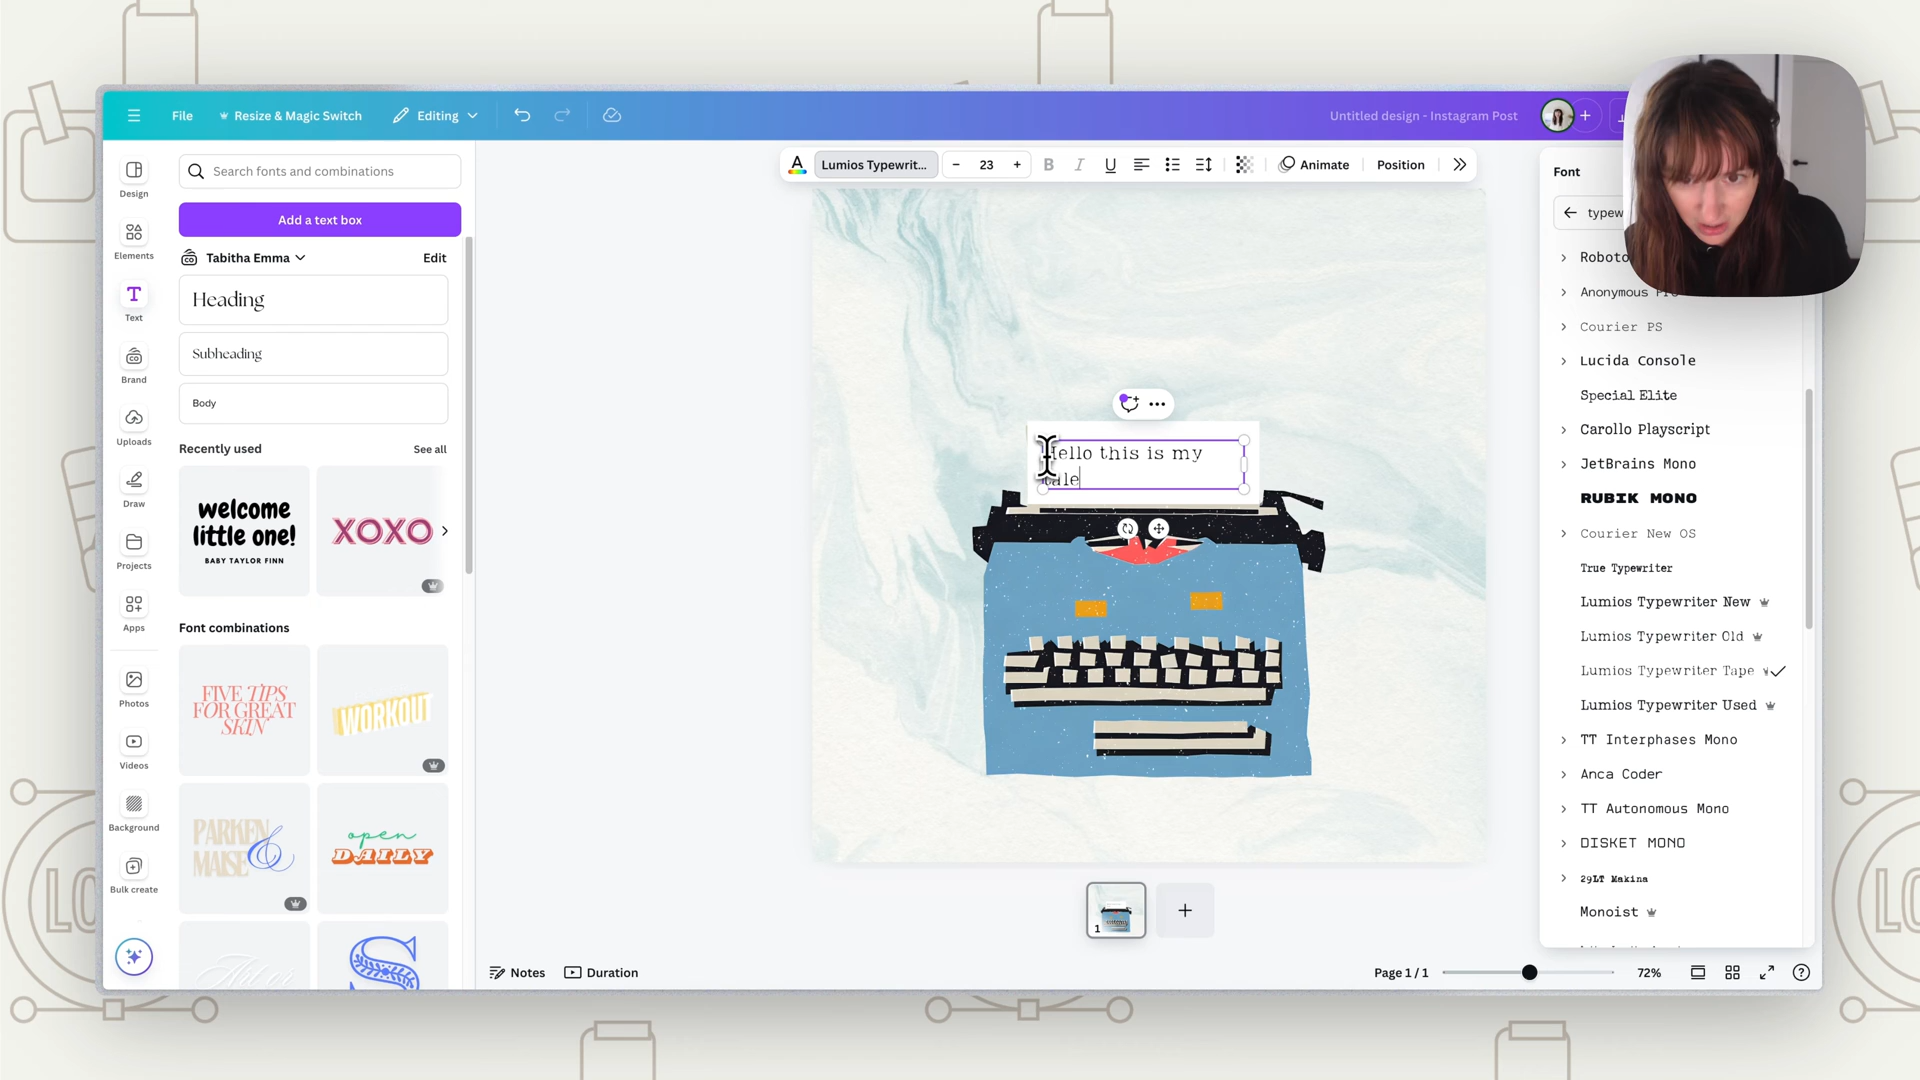 File
Resize & Magic Switch
Editing
Untitled design - Instagram Post
Design
Elements
Text
Brand
Uploads
Draw
Projects
Apps
Photos
Videos
Background
Bulk create
Search fonts and combinations
Add a text box
Tabitha Emma
Edit
Heading
Subheading
Body
Recently used
See all
welcome
little one!
BABY TAYLOR FINN
XOXO
Font combinations
FIVE TIPS
FOR GREAT
SKIN
WORKOUT
PARKEN
MAISE &
open
DAILY
S
A
Lumios Typewrit...
− 23 +
B
I
U
Animate
Position
Hello this is my
tale
1
+
Notes
Duration
Page 1 / 1
72%
Font
Roboto
Anonymous
Courier PS
Lucida Console
Special Elite
Carollo Playscript
JetBrains Mono
RUBIK MONO
Courier New OS
True Typewriter
Lumios Typewriter New
Lumios Typewriter Old
Lumios Typewriter Tape
Lumios Typewriter Used
TT Interphases Mono
Anca Coder
TT Autonomous Mono
DISKET MONO
29LT Makina
Monoist
LO